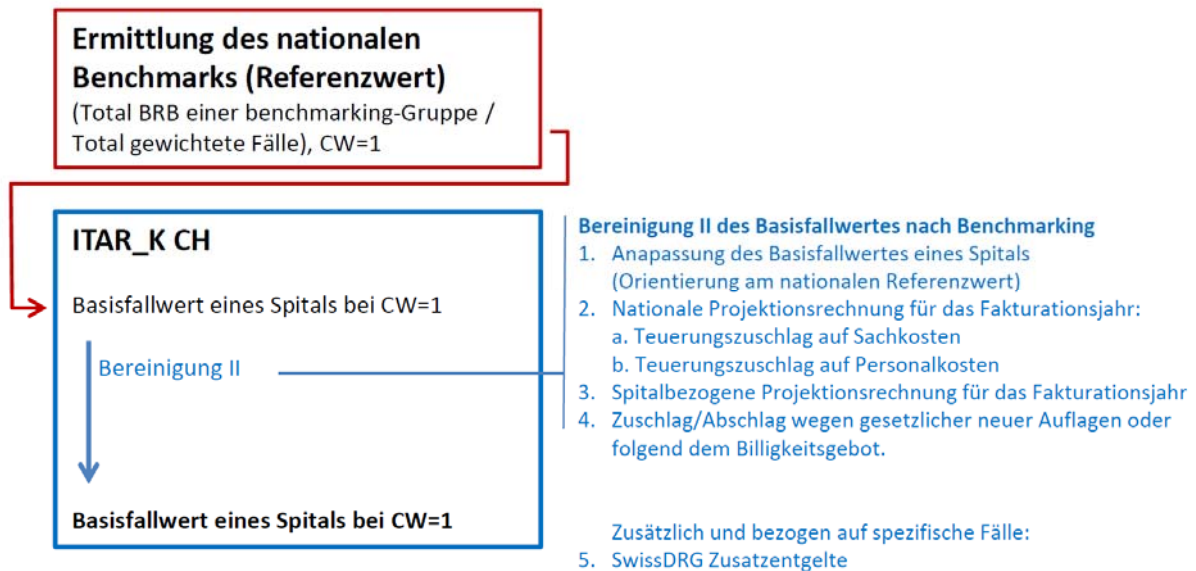 Ermittlung des nationalen
Benchmarks (Referenzwert)
(Total BRB einer benchmarking-Gruppe /
Total gewichtete Fälle), CW=1
ITAR_K CH
Basisfallwert eines Spitals bei CW=1
Bereinigung II
Basisfallwert eines Spitals bei CW=1
Bereinigung II des Basisfallwertes nach Benchmarking
1. Anapassung des Basisfallwertes eines Spitals
(Orientierung am nationalen Referenzwert)
2. Nationale Projektionsrechnung für das Fakturationsjahr:
a. Teuerungszuschlag auf Sachkosten
b. Teuerungszuschlag auf Personalkosten
3. Spitalbezogene Projektionsrechnung für das Fakturationsjahr
4. Zuschlag/Abschlag wegen gesetzlicher neuer Auflagen oder
folgend dem Billigkeitsgebot.
Zusätzlich und bezogen auf spezifische Fälle:
5. SwissDRG Zusatzentgelte